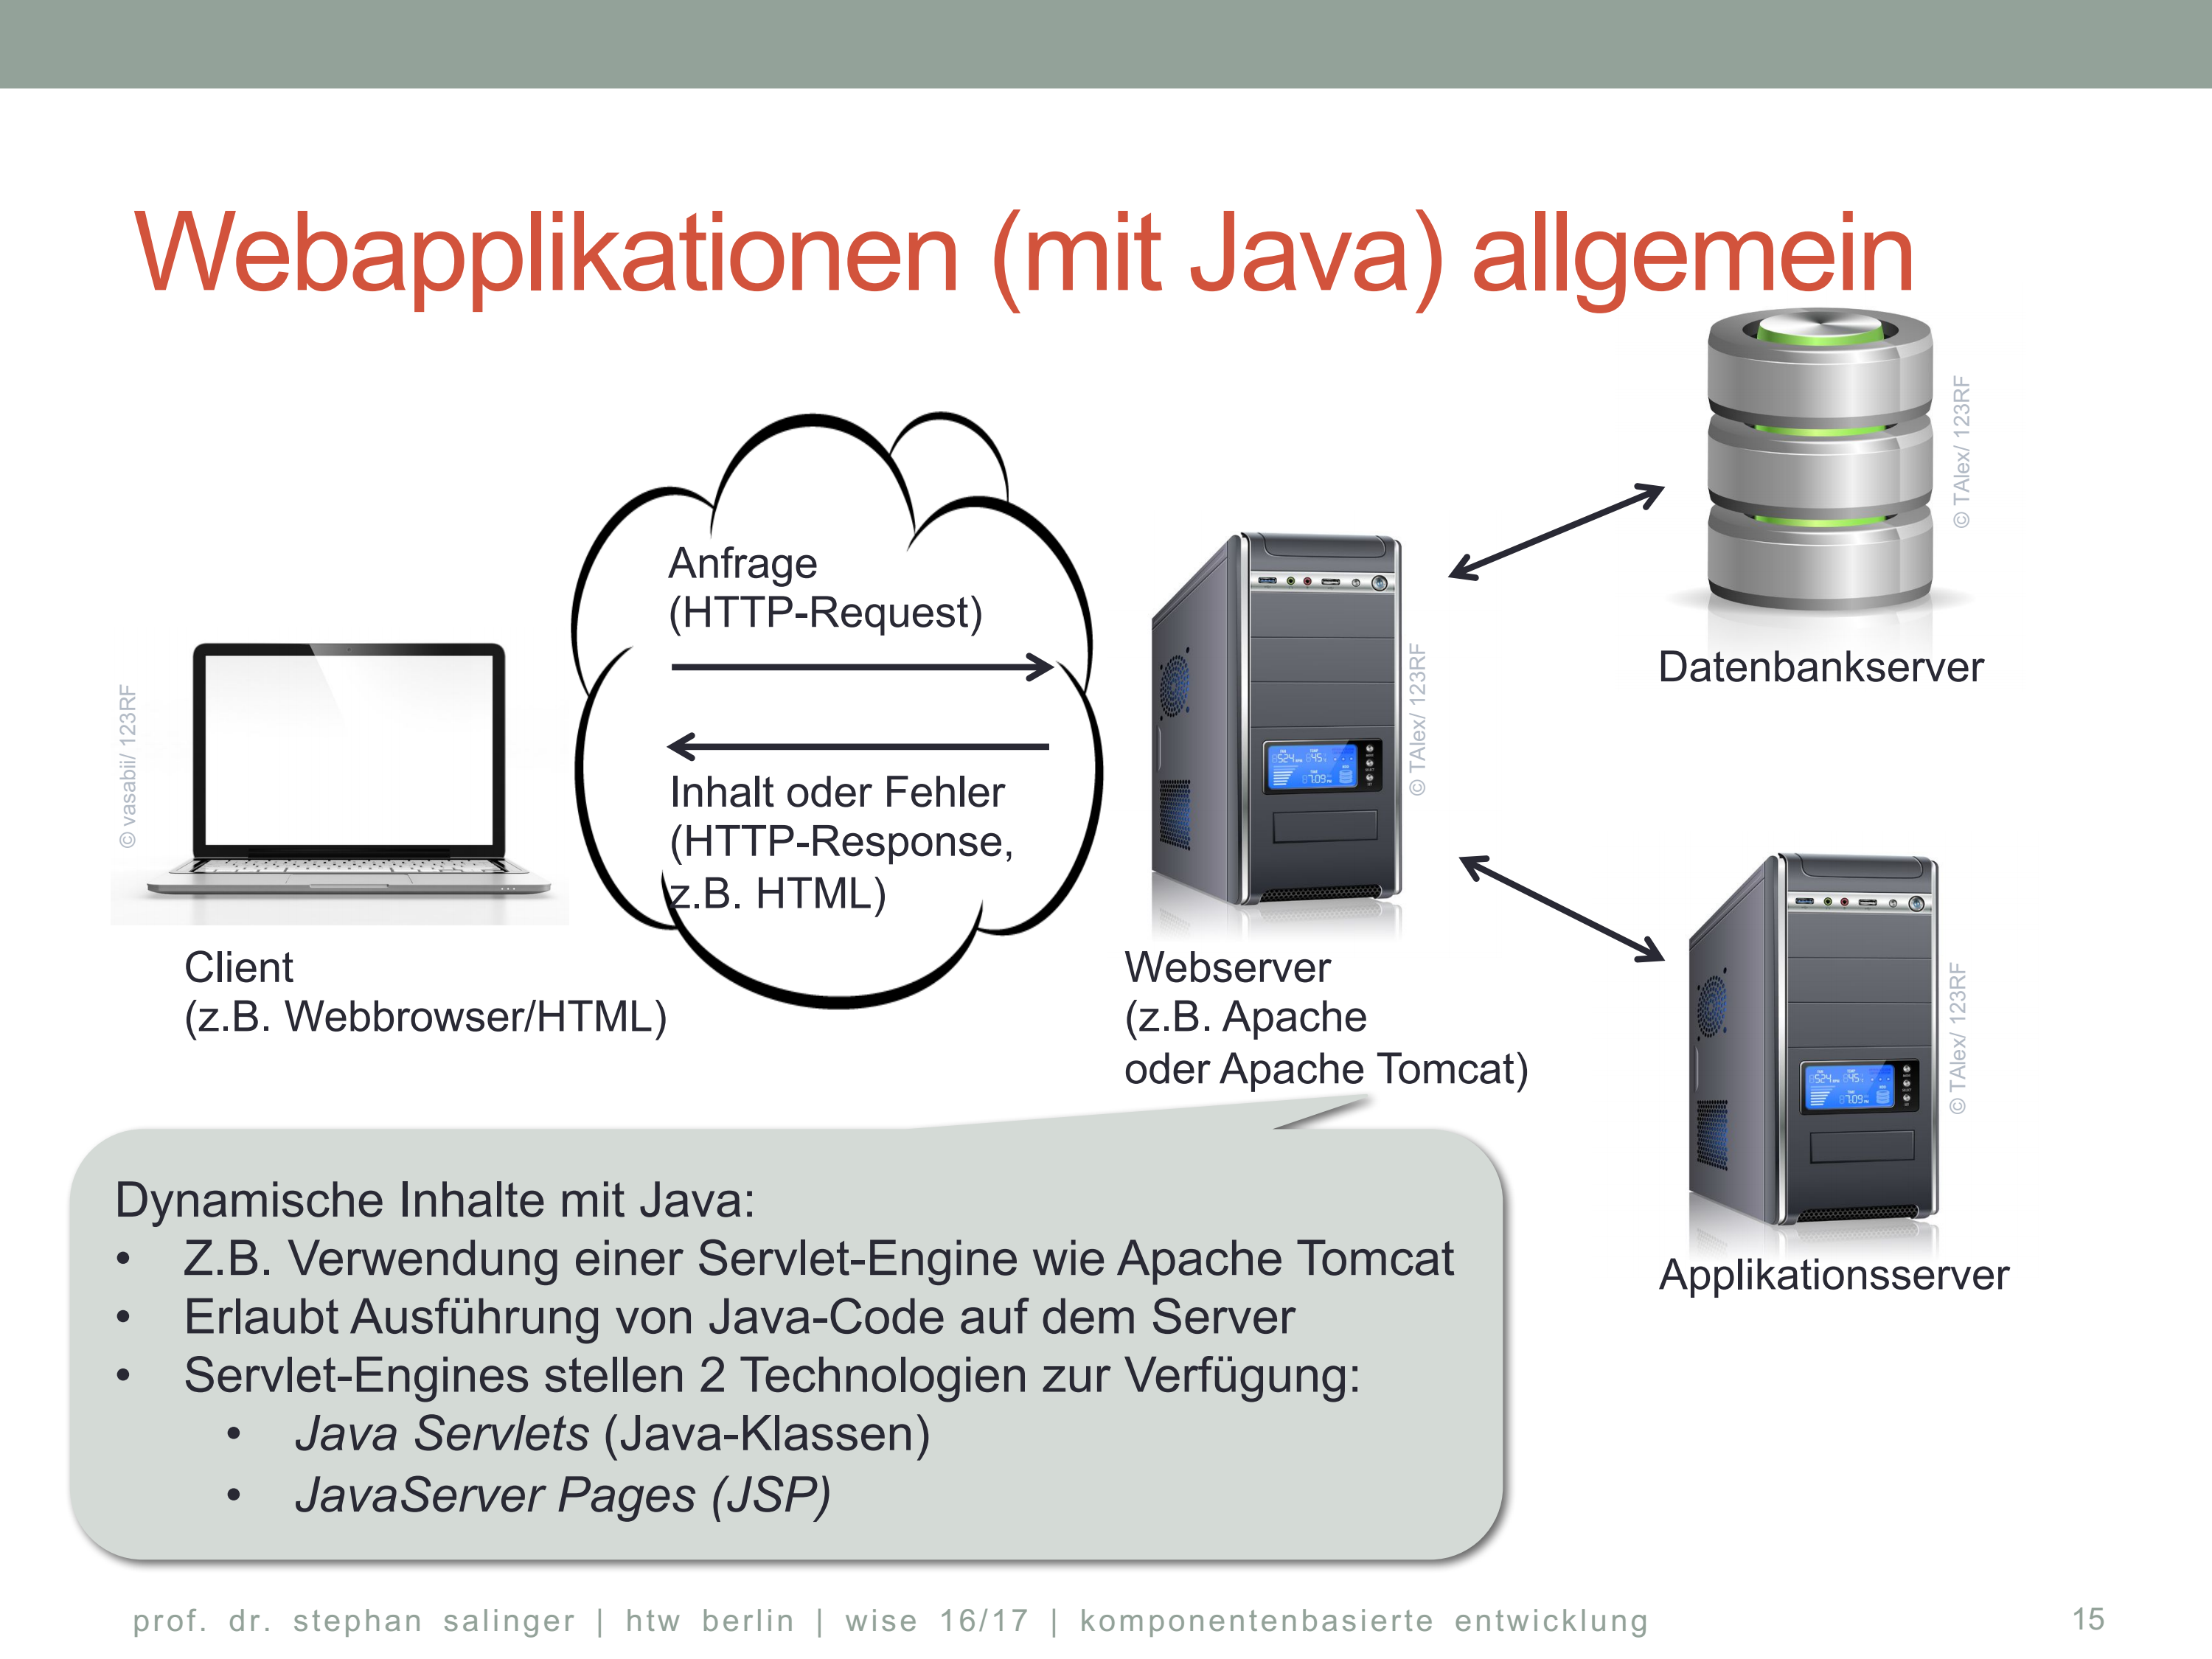 Webapplikationen (mit Java) allgemein
© TAlex/ 123RF
Datenbankserver
Anfrage
(HTTP-Request)
Inhalt oder Fehler
(HTTP-Response,
z.B. HTML)
© vasabii/ 123RF
Client
(z.B. Webbrowser/HTML)
© TAlex/ 123RF
Webserver
(z.B. Apache
oder Apache Tomcat)
© TAlex/ 123RF
Applikationsserver
Dynamische Inhalte mit Java:
• Z.B. Verwendung einer Servlet-Engine wie Apache Tomcat
• Erlaubt Ausführung von Java-Code auf dem Server
• Servlet-Engines stellen 2 Technologien zur Verfügung:
• Java Servlets (Java-Klassen)
• JavaServer Pages (JSP)
prof. dr. stephan salinger | htw berlin | wise 16/17 | komponentenbasierte entwicklung
15